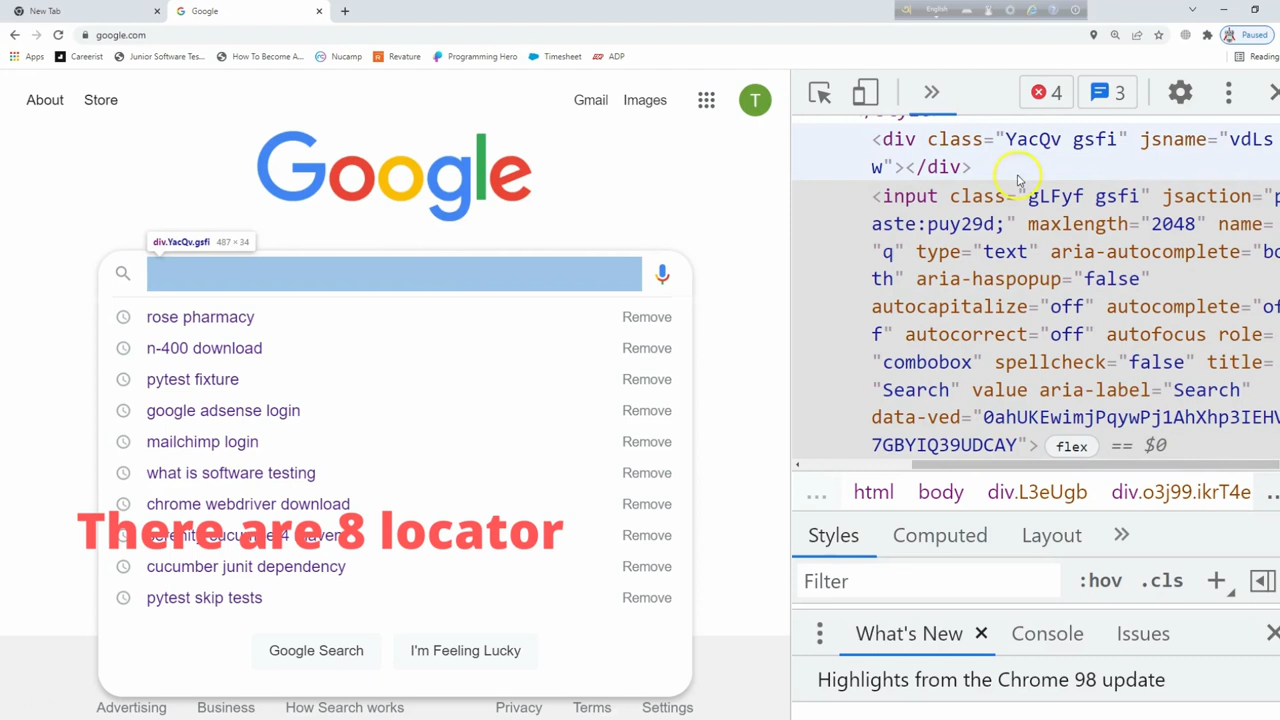 New Tab
Google
English
google.com
Paused
Apps
Careerist
Junior Software Tes...
How To Become A...
Nucamp
Revature
Programming Hero
Timesheet
ADP
Reading
About
Store
Gmail
Images
T
Google
div.YacQv.gsfi 487 × 34
rose pharmacy Remove
n-400 download Remove
pytest fixture Remove
google adsense login Remove
mailchimp login Remove
what is software testing Remove
chrome webdriver download Remove
There are 8 locator
Remove
cucumber junit dependency Remove
pytest skip tests Remove
Google Search
I'm Feeling Lucky
Advertising
Business
How Search works
Privacy
Terms
Settings
4
3
<div class="YacQv gsfi" jsname="vdLs
w"></div>
<input class="gLFyf gsfi" jsaction="p
aste:puy29d;" maxlength="2048" name=
"q" type="text" aria-autocomplete="bo
th" aria-haspopup="false"
autocapitalize="off" autocomplete="of
f" autocorrect="off" autofocus role=
"combobox" spellcheck="false" title=
"Search" value aria-label="Search"
data-ved="0ahUKEwimjPqywPj1AhXhp3IEHV
7GBYIQ39UDCAY"> flex == $0
... html body div.L3eUgb div.o3j99.ikrT4e ..
Styles
Computed
Layout
Filter
:hov .cls
What's New
Console
Issues
Highlights from the Chrome 98 update